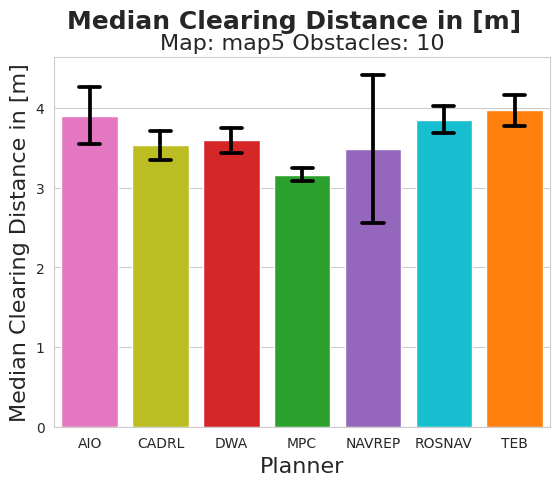 Median Clearing Distance in [m]
Map: map5 Obstacles: 10
Median Clearing Distance in [m]
4
3
2
1
0
AIO CADRL DWA MPC NAVREP ROSNAV TEB
Planner